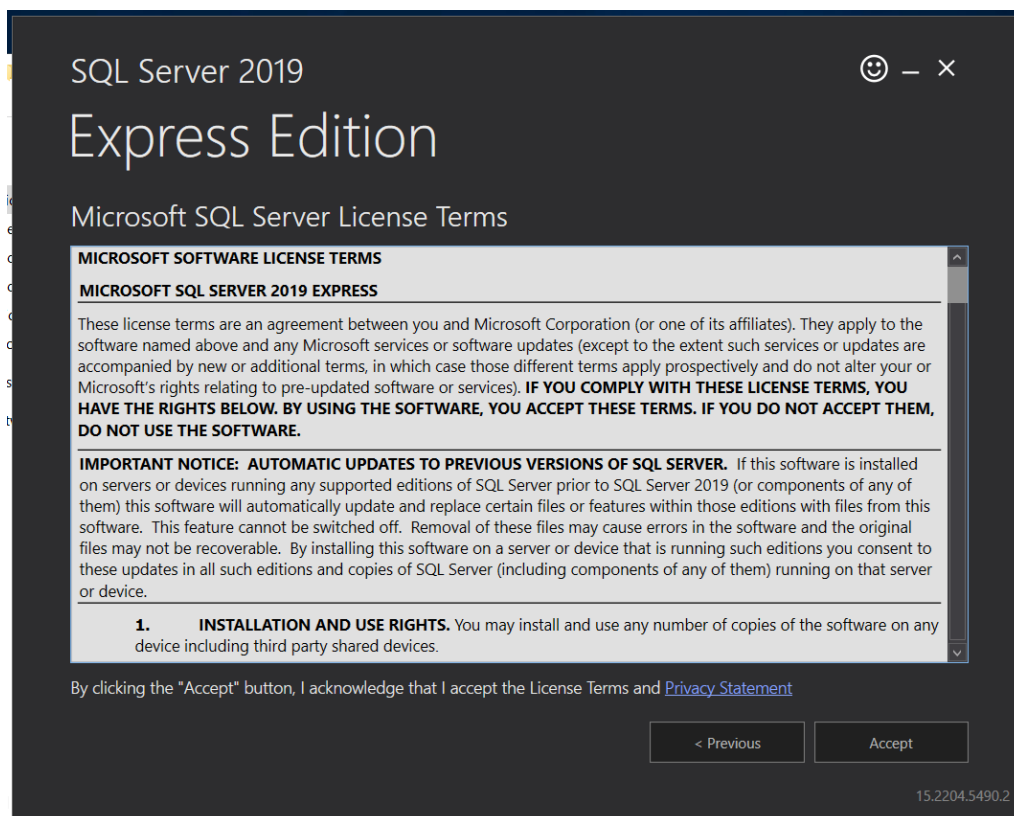 SQL Server 2019
Express Edition
Microsoft SQL Server License Terms
MICROSOFT SOFTWARE LICENSE TERMS
MICROSOFT SQL SERVER 2019 EXPRESS
These license terms are an agreement between you and Microsoft Corporation (or one of its affiliates). They apply to the
software named above and any Microsoft services or software updates (except to the extent such services or updates are
accompanied by new or additional terms, in which case those different terms apply prospectively and do not alter your or
Microsoft's rights relating to pre-updated software or services). IF YOU COMPLY WITH THESE LICENSE TERMS, YOU
HAVE THE RIGHTS BELOW. BY USING THE SOFTWARE, YOU ACCEPT THESE TERMS. IF YOU DO NOT ACCEPT THEM,
DO NOT USE THE SOFTWARE.
IMPORTANT NOTICE: AUTOMATIC UPDATES TO PREVIOUS VERSIONS OF SQL SERVER. If this software is installed
on servers or devices running any supported editions of SQL Server prior to SQL Server 2019 (or components of any of
them) this software will automatically update and replace certain files or features within those editions with files from this
software. This feature cannot be switched off. Removal of these files may cause errors in the software and the original
files may not be recoverable. By installing this software on a server or device that is running such editions you consent to
these updates in all such editions and copies of SQL Server (including components of any of them) running on that server
or device.
1. INSTALLATION AND USE RIGHTS. You may install and use any number of copies of the software on any
device including third party shared devices.
By clicking the "Accept" button, I acknowledge that I accept the License Terms and Privacy Statement
< Previous
Accept
15.2204.5490.2